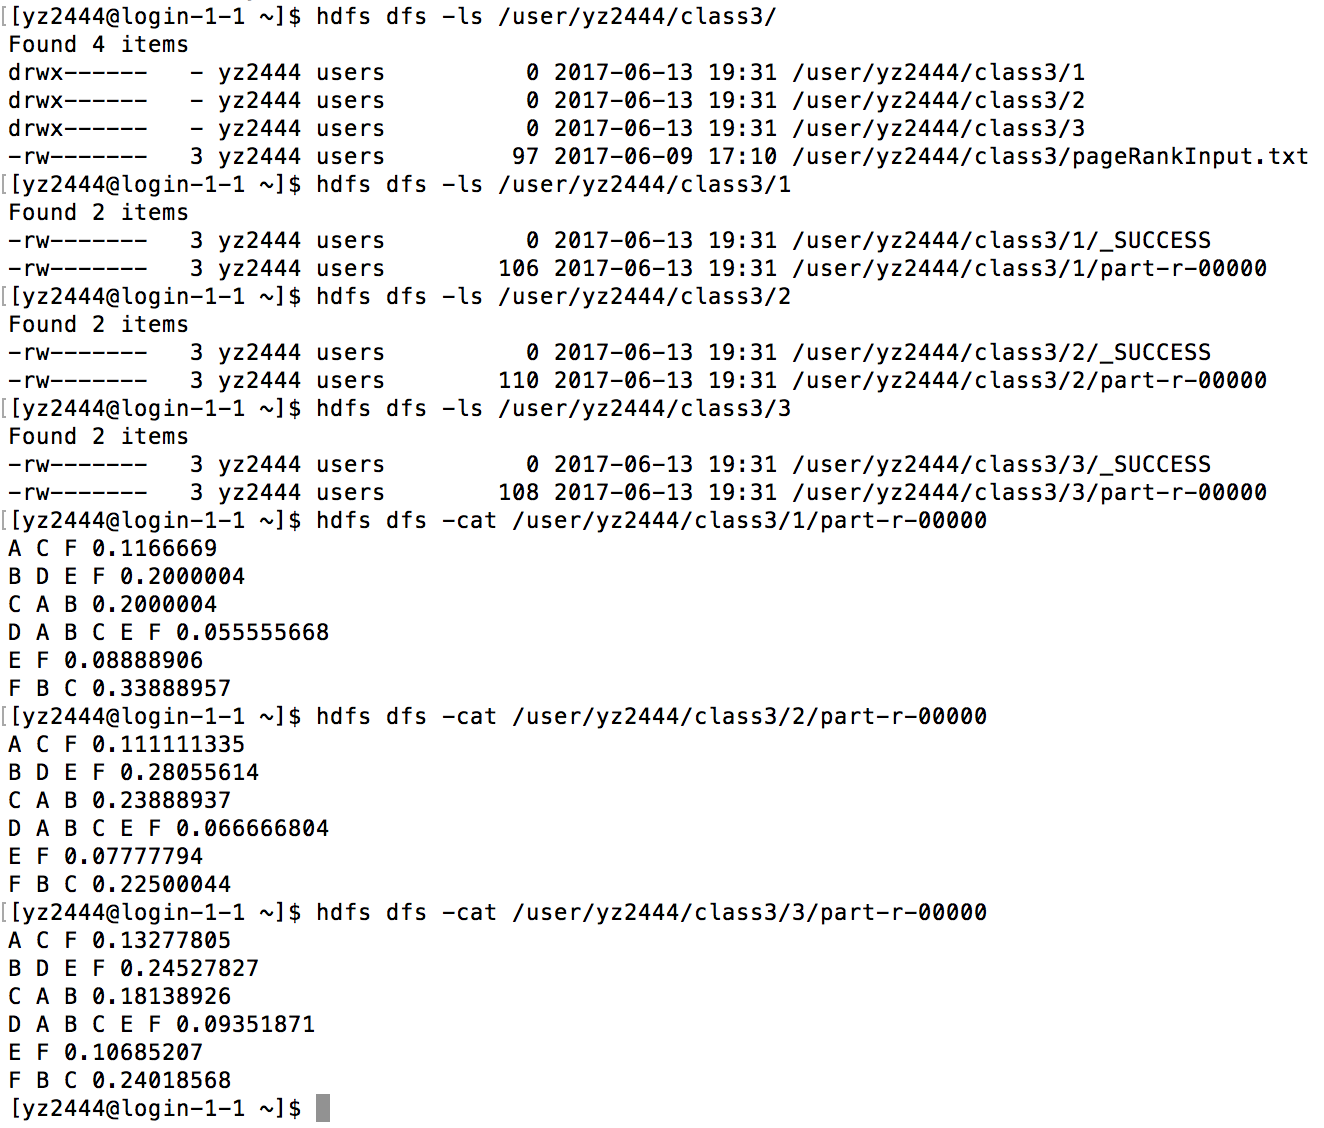 [[yz2444@login-1-1 ~]$ hdfs dfs -ls /user/yz2444/class3/
Found 4 items
drwx------   - yz2444 users          0 2017-06-13 19:31 /user/yz2444/class3/1
drwx------   - yz2444 users          0 2017-06-13 19:31 /user/yz2444/class3/2
drwx------   - yz2444 users          0 2017-06-13 19:31 /user/yz2444/class3/3
-rw-------   3 yz2444 users         97 2017-06-09 17:10 /user/yz2444/class3/pageRankInput.txt
[[yz2444@login-1-1 ~]$ hdfs dfs -ls /user/yz2444/class3/1
Found 2 items
-rw-------   3 yz2444 users          0 2017-06-13 19:31 /user/yz2444/class3/1/_SUCCESS
-rw-------   3 yz2444 users        106 2017-06-13 19:31 /user/yz2444/class3/1/part-r-00000
[[yz2444@login-1-1 ~]$ hdfs dfs -ls /user/yz2444/class3/2
Found 2 items
-rw-------   3 yz2444 users          0 2017-06-13 19:31 /user/yz2444/class3/2/_SUCCESS
-rw-------   3 yz2444 users        110 2017-06-13 19:31 /user/yz2444/class3/2/part-r-00000
[[yz2444@login-1-1 ~]$ hdfs dfs -ls /user/yz2444/class3/3
Found 2 items
-rw-------   3 yz2444 users          0 2017-06-13 19:31 /user/yz2444/class3/3/_SUCCESS
-rw-------   3 yz2444 users        108 2017-06-13 19:31 /user/yz2444/class3/3/part-r-00000
[[yz2444@login-1-1 ~]$ hdfs dfs -cat /user/yz2444/class3/1/part-r-00000
A C F 0.1166669
B D E F 0.2000004
C A B 0.2000004
D A B C E F 0.055555668
E F 0.08888906
F B C 0.33888957
[[yz2444@login-1-1 ~]$ hdfs dfs -cat /user/yz2444/class3/2/part-r-00000
A C F 0.111111335
B D E F 0.28055614
C A B 0.23888937
D A B C E F 0.066666804
E F 0.07777794
F B C 0.22500044
[[yz2444@login-1-1 ~]$ hdfs dfs -cat /user/yz2444/class3/3/part-r-00000
A C F 0.13277805
B D E F 0.24527827
C A B 0.18138926
D A B C E F 0.09351871
E F 0.10685207
F B C 0.24018568
[yz2444@login-1-1 ~]$